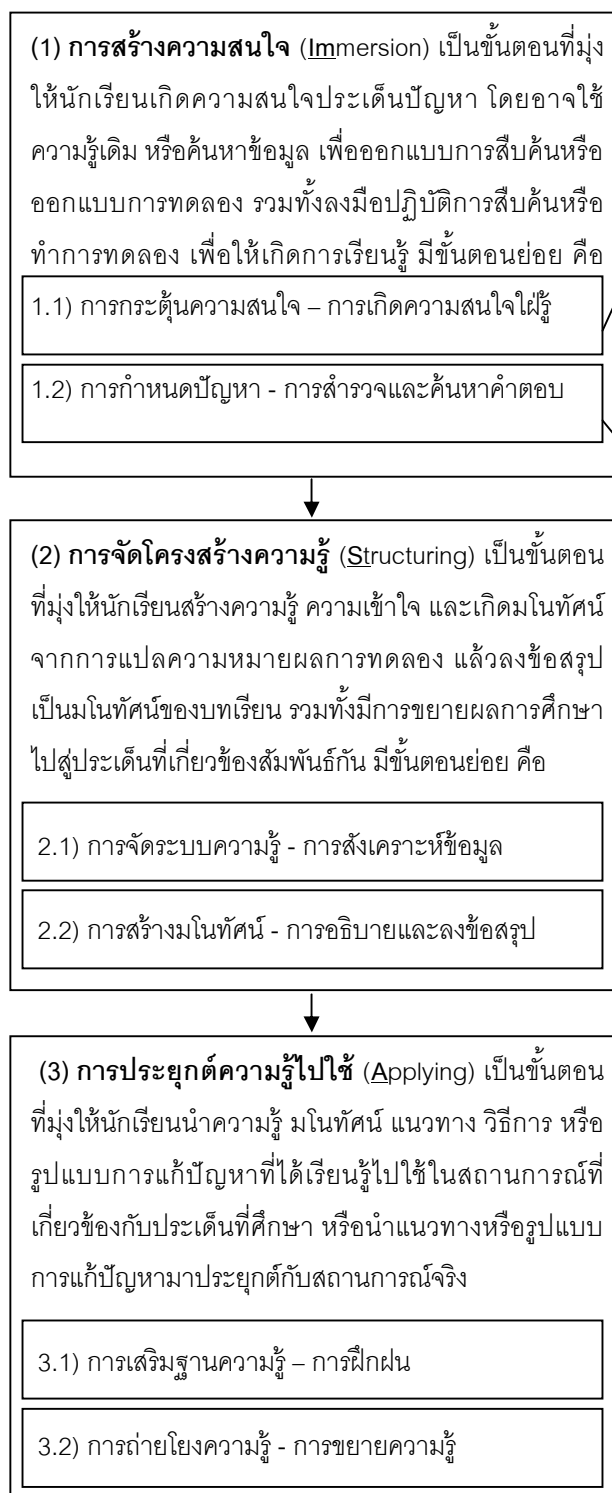 (1) การสร้างความสนใจ (Immersion) เป็นขั้นตอนที่มุ่ง
ให้นักเรียนเกิดความสนใจประเด็นปัญหา โดยอาจใช้
ความรู้เดิม หรือค้นหาข้อมูล เพื่อออกแบบการสืบค้นหรือ
ออกแบบการทดลอง รวมทั้งลงมือปฏิบัติการสืบค้นหรือ
ทำการทดลอง เพื่อให้เกิดการเรียนรู้ มีขั้นตอนย่อย คือ
1.1) การกระตุ้นความสนใจ – การเกิดความสนใจใฝ่รู้
1.2) การกำหนดปัญหา - การสำรวจและค้นหาคำตอบ
(2) การจัดโครงสร้างความรู้ (Structuring) เป็นขั้นตอน
ที่มุ่งให้นักเรียนสร้างความรู้ ความเข้าใจ และเกิดมโนทัศน์
จากการแปลความหมายผลการทดลอง แล้วลงข้อสรุป
เป็นมโนทัศน์ของบทเรียน รวมทั้งมีการขยายผลการศึกษา
ไปสู่ประเด็นที่เกี่ยวข้องสัมพันธ์กัน มีขั้นตอนย่อย คือ
2.1) การจัดระบบความรู้ - การสังเคราะห์ข้อมูล
2.2) การสร้างมโนทัศน์ - การอธิบายและลงข้อสรุป
(3) การประยุกต์ความรู้ไปใช้ (Applying) เป็นขั้นตอน
ที่มุ่งให้นักเรียนนำความรู้ มโนทัศน์ แนวทาง วิธีการ หรือ
รูปแบบการแก้ปัญหาที่ได้เรียนรู้ไปใช้ในสถานการณ์ที่
เกี่ยวข้องกับประเด็นที่ศึกษา หรือนำแนวทางหรือรูปแบบ
การแก้ปัญหามาประยุกต์กับสถานการณ์จริง
3.1) การเสริมฐานความรู้ – การฝึกฝน
3.2) การถ่ายโยงความรู้ - การขยายความรู้